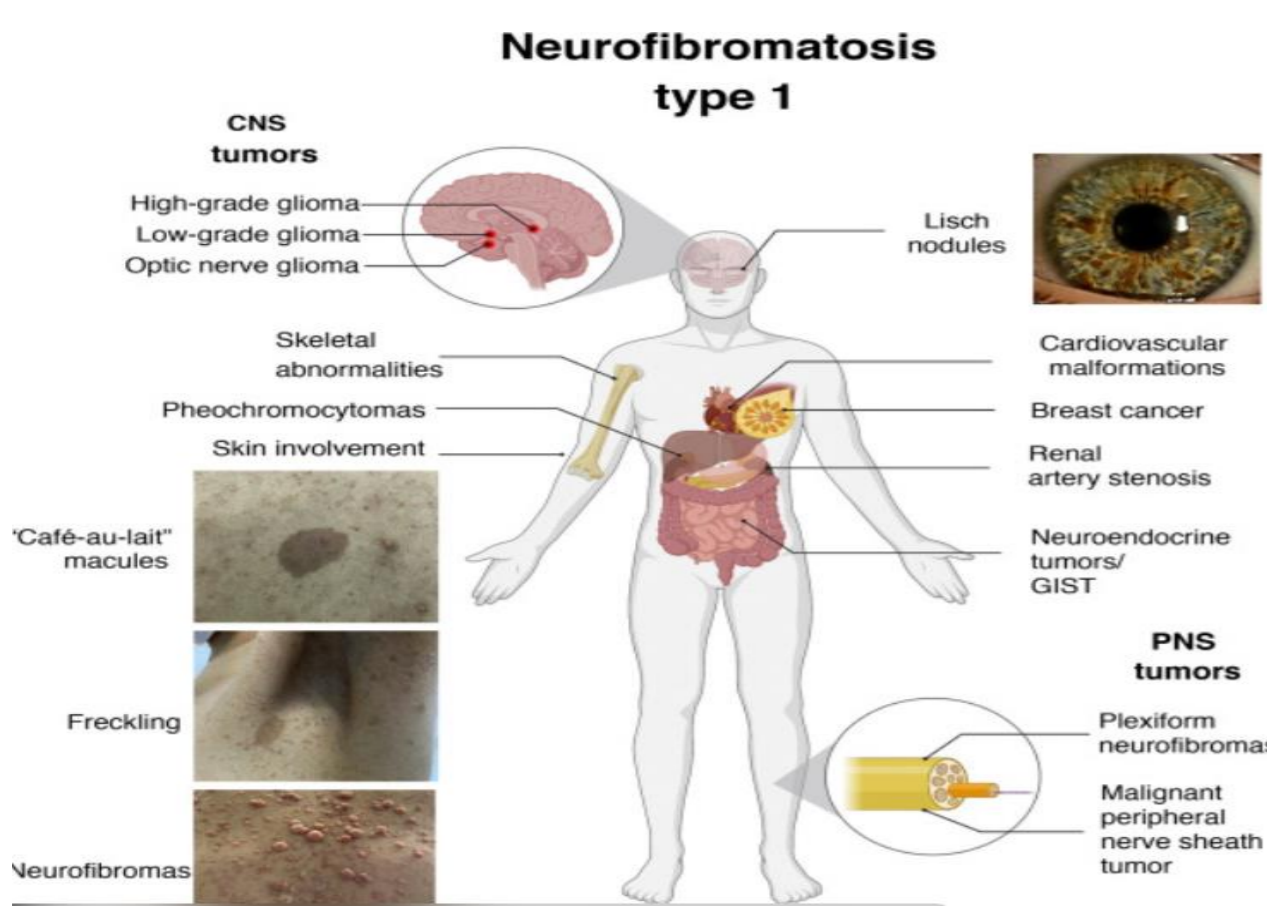 Neurofibromatosis
type 1
CNS
tumors
High-grade glioma
Low-grade glioma
Optic nerve glioma
Skeletal
abnormalities
Pheochromocytomas
Skin involvement
"Café-au-lait"
macules
Freckling
Neurofibromas
Lisch
nodules
Cardiovascular
malformations
Breast cancer
Renal
artery stenosis
Neuroendocrine
tumors/
GIST
PNS
tumors
Plexiform
neurofibromas
Malignant
peripheral
nerve sheath
tumor